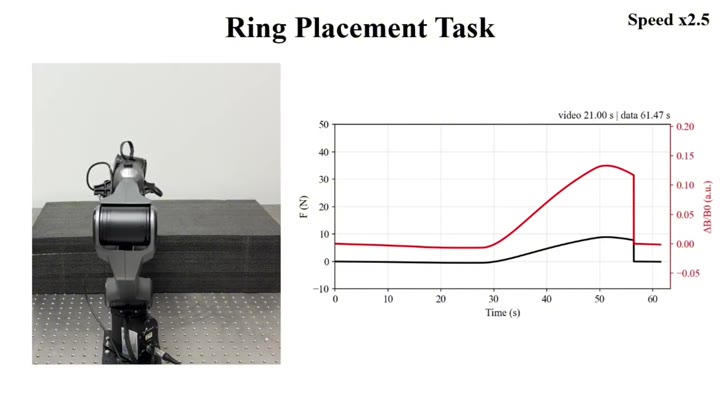 Ring Placement Task
Speed x2.5
video 21.00 s | data 61.47 s
50
40
30
20
10
0
−10
F (N)
0 10 20 30 40 50 60
Time (s)
0.20
0.15
0.10
0.05
0.00
−0.05
ΔB/B0 (a.u.)